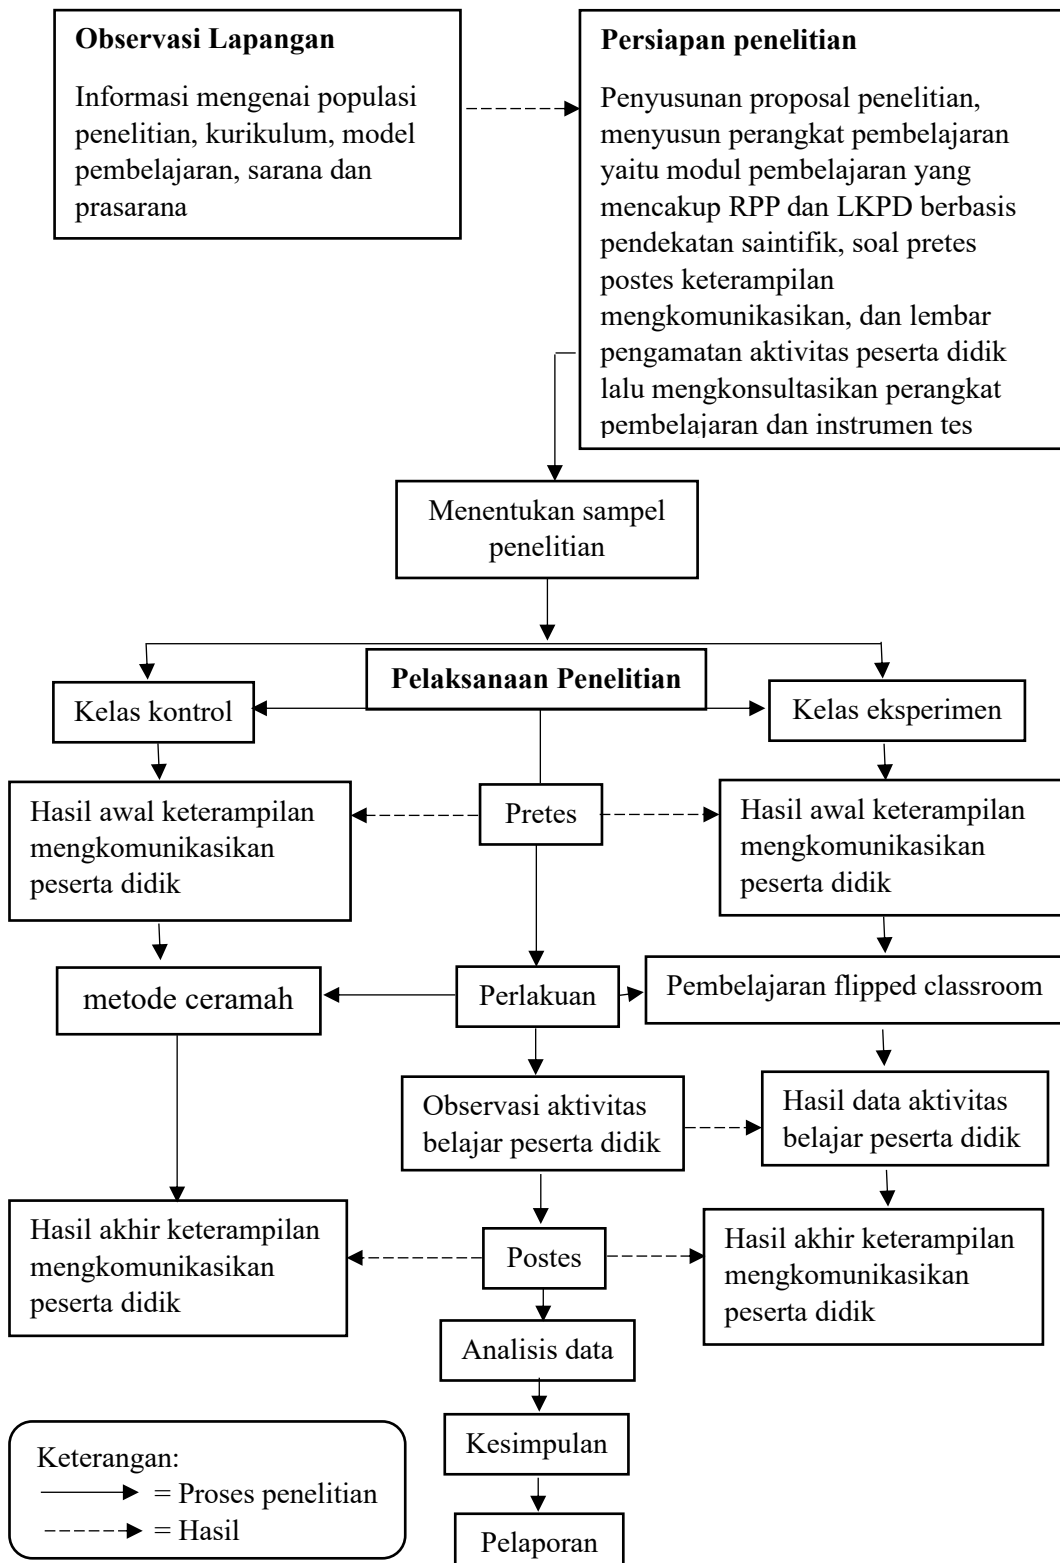 Observasi Lapangan
Informasi mengenai populasi
penelitian, kurikulum, model
pembelajaran, sarana dan
prasarana
Persiapan penelitian
Penyusunan proposal penelitian,
menyusun perangkat pembelajaran
yaitu modul pembelajaran yang
mencakup RPP dan LKPD berbasis
pendekatan saintifik, soal pretes
postes keterampilan
mengkomunikasikan, dan lembar
pengamatan aktivitas peserta didik
lalu mengkonsultasikan perangkat
pembelajaran dan instrumen tes
Menentukan sampel
penelitian
Pelaksanaan Penelitian
Kelas kontrol
Kelas eksperimen
Hasil awal keterampilan
mengkomunikasikan
peserta didik
Pretes
Hasil awal keterampilan
mengkomunikasikan
peserta didik
metode ceramah
Perlakuan
Pembelajaran flipped classroom
Observasi aktivitas
belajar peserta didik
Hasil data aktivitas
belajar peserta didik
Hasil akhir keterampilan
mengkomunikasikan
peserta didik
Postes
Hasil akhir keterampilan
mengkomunikasikan
peserta didik
Analisis data
Kesimpulan
Pelaporan
Keterangan:
= Proses penelitian
= Hasil